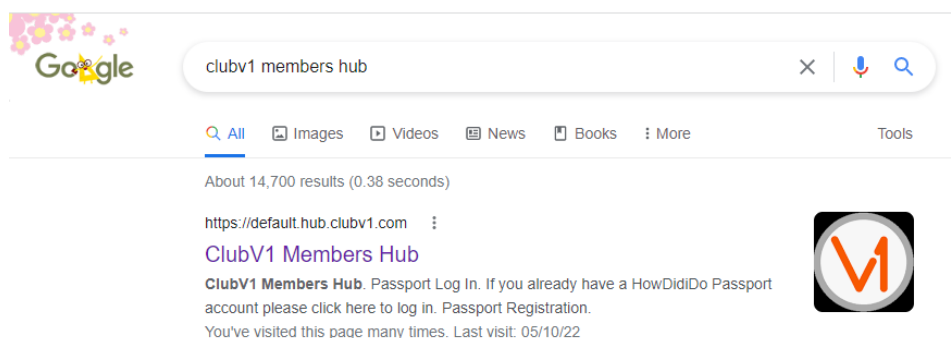 Google
clubv1 members hub
All Images Videos News Books More Tools
About 14,700 results (0.38 seconds)
https://default.hub.clubv1.com
ClubV1 Members Hub
ClubV1 Members Hub. Passport Log In. If you already have a HowDidiDo Passport
account please click here to log in. Passport Registration.
You've visited this page many times. Last visit: 05/10/22
V1